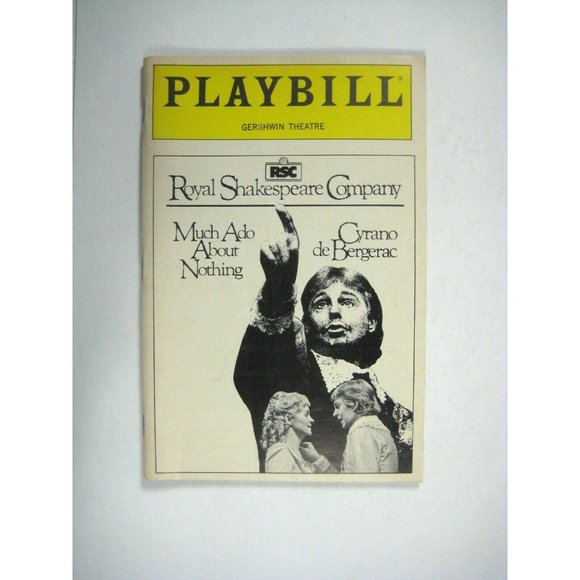 PLAYBILL®
GERSHWIN THEATRE
RSC
Royal Shakespeare Company
Much Ado
About
Nothing
Cyrano
de Bergerac